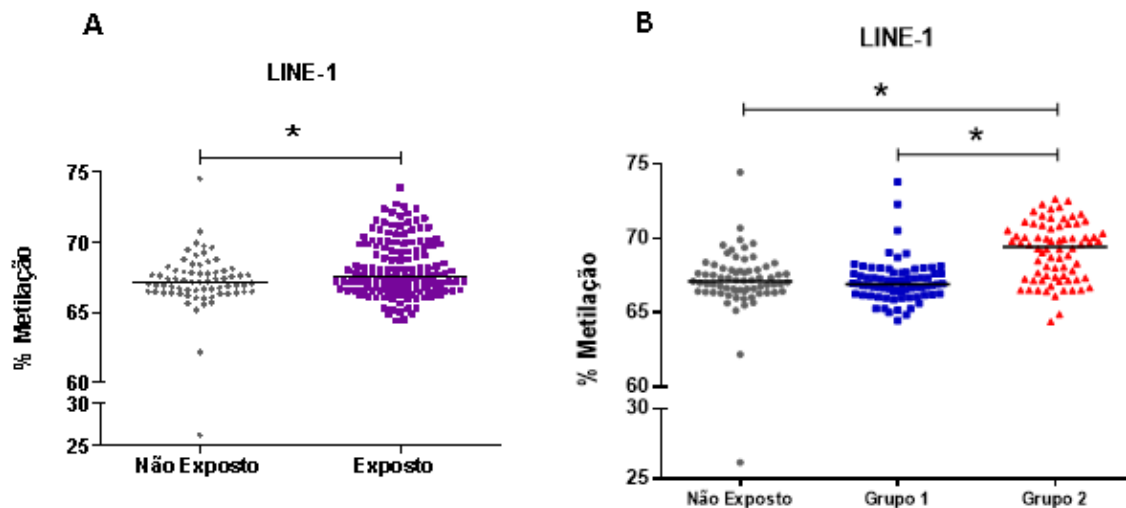 A
LINE-1
*
% Metilação
75
70
65
60
30
25
Não Exposto
Exposto
B
LINE-1
*
*
% Metilação
75
70
65
60
30
25
Não Exposto
Grupo 1
Grupo 2